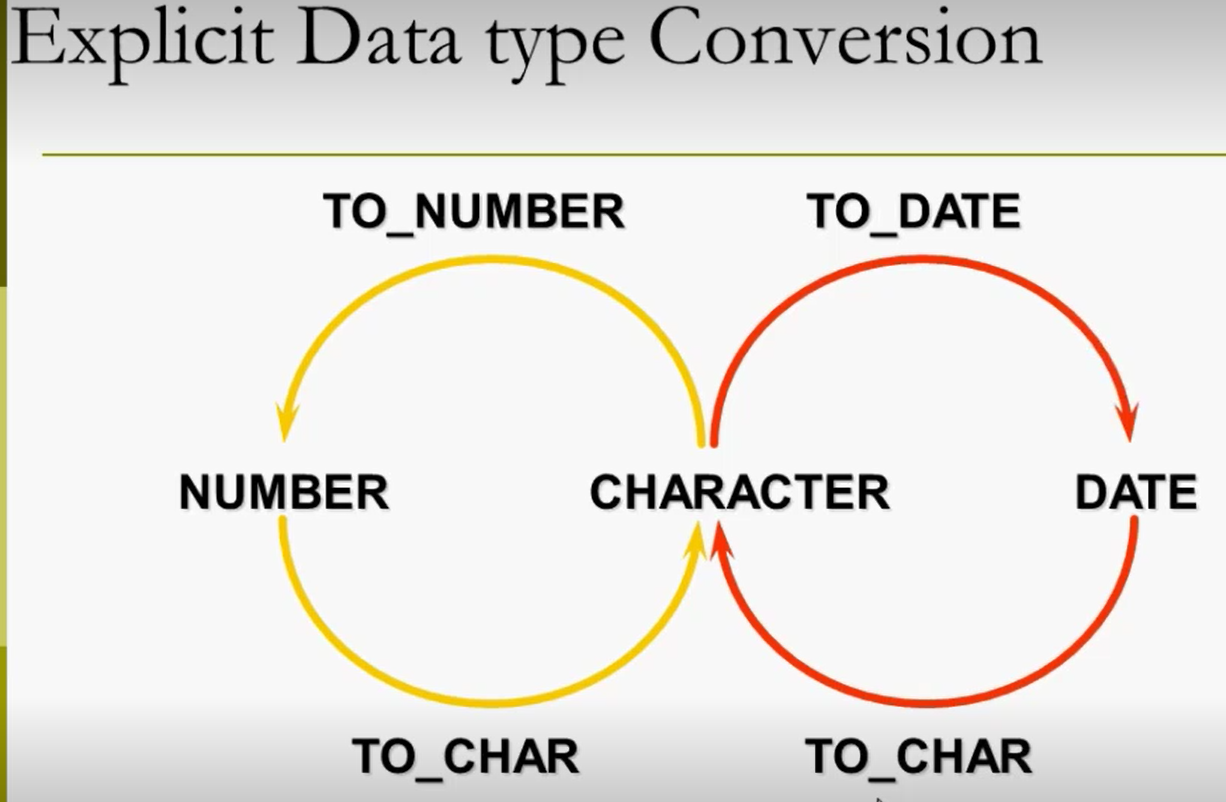 Explicit Data type Conversion
TO_NUMBER TO_DATE
NUMBER CHARACTER DATE
TO_CHAR TO_CHAR